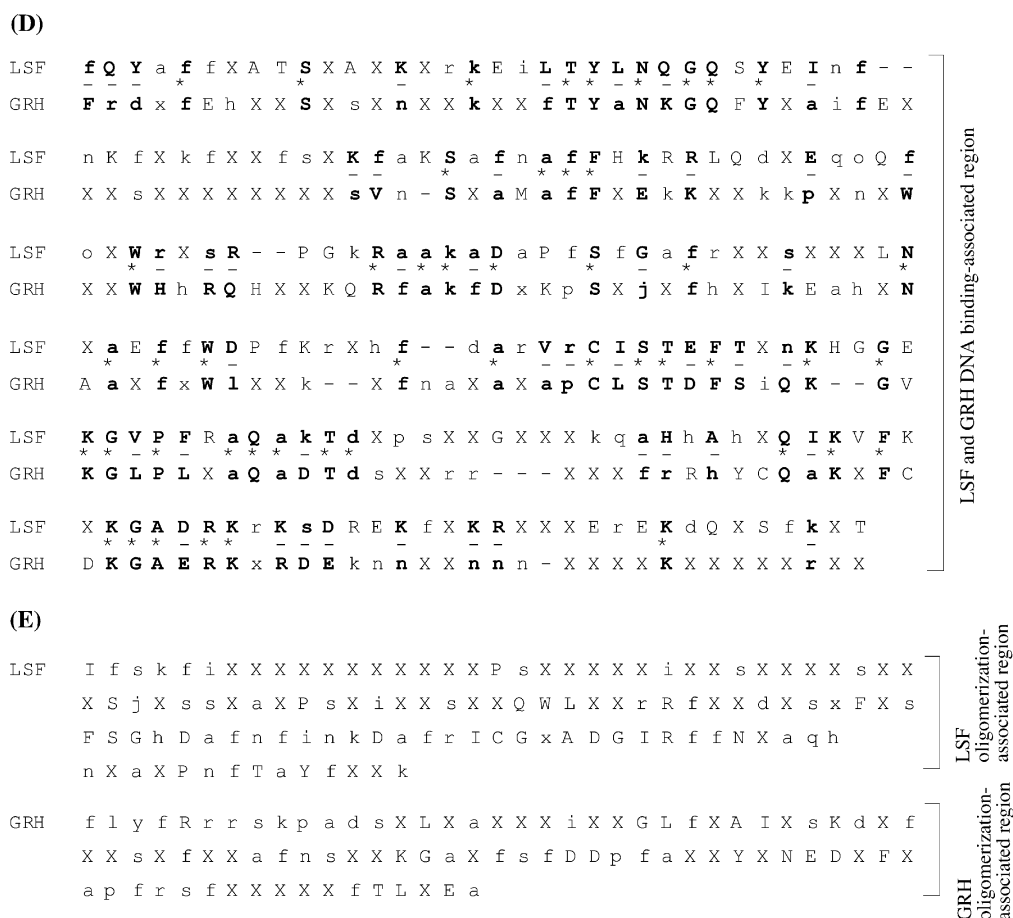 (D)
LSF f Q Y a f f X A T S X A X K X r k E i L T Y L N Q G Q S Y E I n f - -
- - - * * - * - * * - * - * * * -
GRH F r d x f E h X X S X s X n X X k X X f T Y a N K G Q F Y X a i f E X
LSF n K f X k f X X f s X K f a K S a f n a f F H k R R L Q d X E q o Q f
- - * - * * * - - - -
GRH X X s X X X X X X X X s V n - S X a M a f F X E k K X X k k p X n X W
LSF o X W r X s R - - P G k R a a k a D a P f S f G a f r X X s X X X L N
* - - - * - * * - * * - * - *
GRH X X W H h R Q H X X K Q R f a k f D x K p S X j X f h X I k E a h X N
LSF X a E f f W D P f K r X h f - - d a r V r C I S T E F T X n K H G G E
* * * - * * - - * - * * - * - - * *
GRH A a X f x W l X X k - - X f n a X a X a p C L S T D F S i Q K - - G V
LSF K G V P F R a Q a k T d X p s X X G X X X k q a H h A h X Q I K V F K
* * - * - * * * - * * - - - * - * *
GRH K G L P L X a Q a D T d s X X r r - - - X X X f r R h Y C Q a K X F C
LSF X K G A D R K r K s D R E K f X K R X X X E r E K d Q X S f k X T
* * * - * * - - - - - - * -
GRH D K G A E R K x R D E k n n X X n n n - X X X X K X X X X X r X X
LSF and GRH DNA binding-associated region
(E)
LSF I f s k f i X X X X X X X X X X X P s X X X X X i X X s X X X X s X X
X S j X s s X a X P s X i X X s X X Q W L X X r R f X X d X s x F X s
F S G h D a f n f i n k D a f r I C G x A D G I R f f N X a q h
n X a X P n f T a Y f X X k
LSF
oligomerization-
associated region
GRH f l y f R r r s k p a d s X L X a X X X i X X G L f X A I X s K d X f
X X s X f X X a f n s X X K G a X f s f D D p f a X X Y X N E D X F X
a p f r s f X X X X X f T L X E a
GRH
oligomerization-
associated region